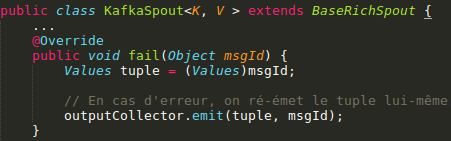 public class KafkaSpout<K, V > extends BaseRichSpout {
...
@Override
public void fail(Object msgId) {
Values tuple = (Values)msgId;
// En cas d'erreur, on ré-émet le tuple lui-même
outputCollector.emit(tuple, msgId);
}